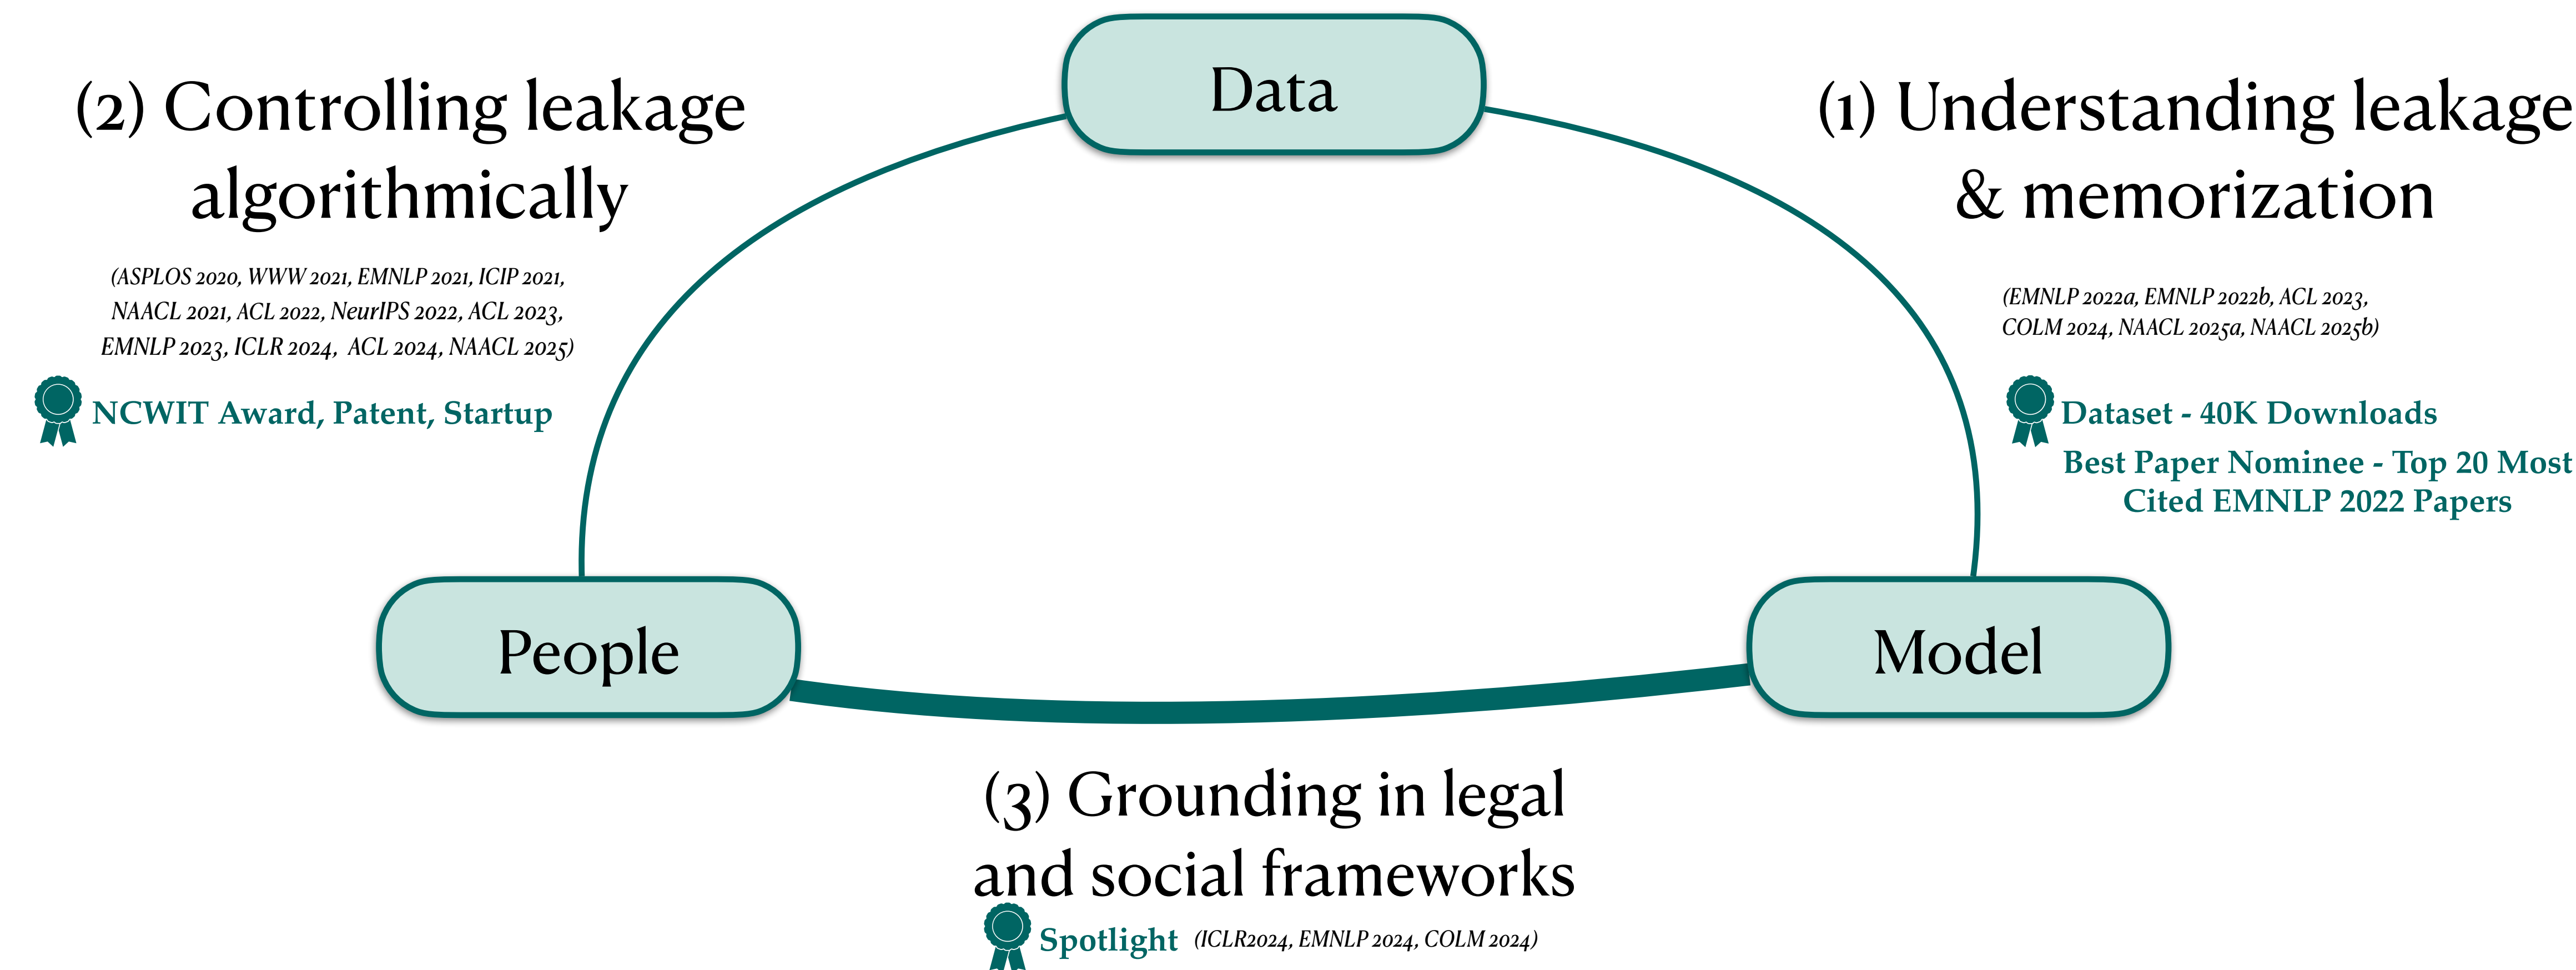 Data
(2) Controlling leakage
algorithmically
(ASPLOS 2020, WWW 2021, EMNLP 2021, ICIP 2021,
NAACL 2021, ACL 2022, NeurIPS 2022, ACL 2023,
EMNLP 2023, ICLR 2024, ACL 2024, NAACL 2025)
NCWIT Award, Patent, Startup
(1) Understanding leakage
& memorization
(EMNLP 2022a, EMNLP 2022b, ACL 2023,
COLM 2024, NAACL 2025a, NAACL 2025b)
Dataset - 40K Downloads
Best Paper Nominee - Top 20 Most
Cited EMNLP 2022 Papers
People
Model
(3) Grounding in legal
and social frameworks
Spotlight (ICLR2024, EMNLP 2024, COLM 2024)